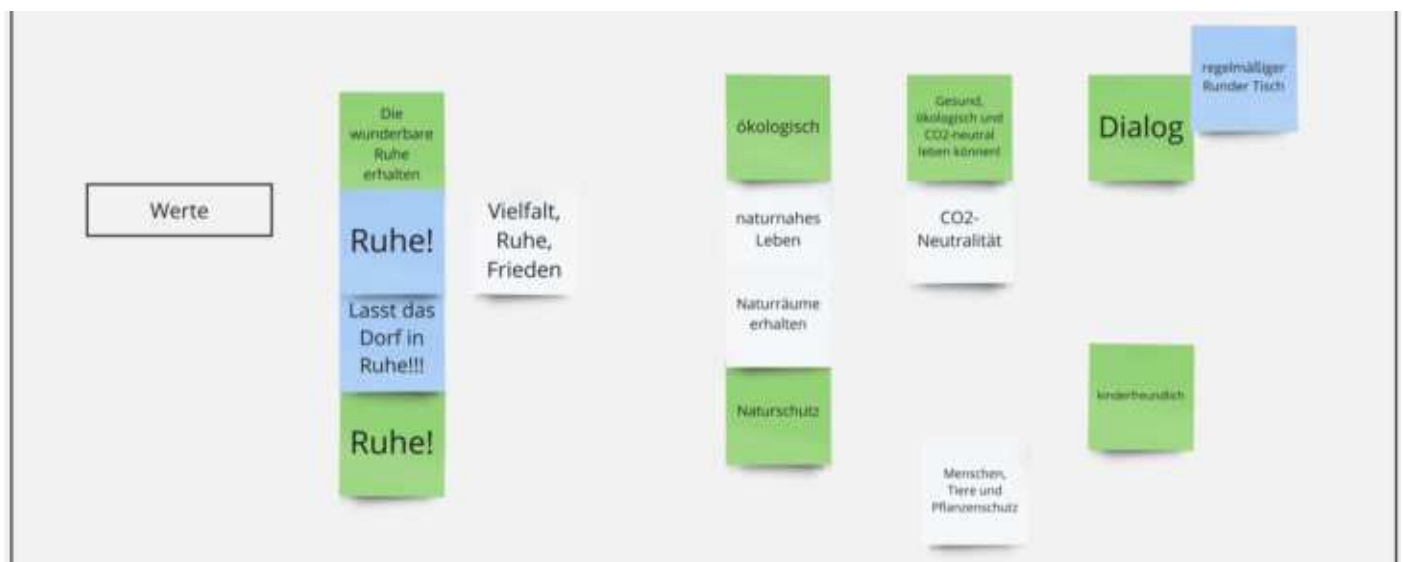 Werte
Die
wunderbare
Ruhe
erhalten
Ruhe!
Lasst das
Dorf in
Ruhe!!!
Ruhe!
Vielfalt,
Ruhe,
Frieden
ökologisch
naturnahes
Leben
Naturräume
erhalten
Naturschutz
Gesund,
ökologisch und
CO2-neutral
leben können!
CO2-
Neutralität
Menschen,
Tiere und
Pflanzenschutz
Dialog
regelmäßiger
Runder Tisch
kinderfreundlich